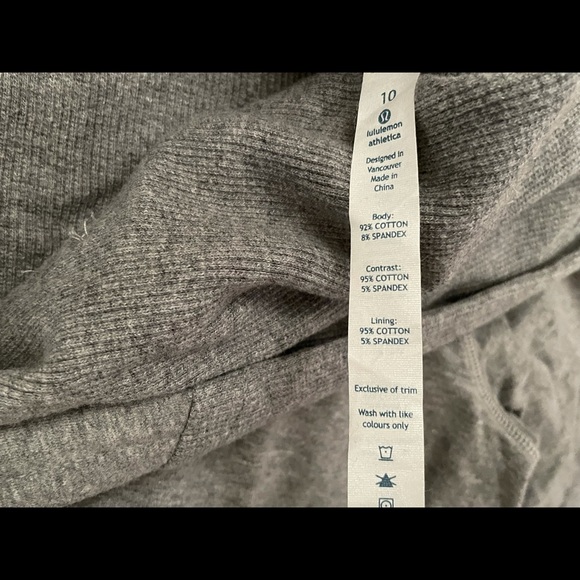 10
lululemon
athletica
Designed in
Vancouver
Made in
China
Body:
92% COTTON
8% SPANDEX
Contrast:
95% COTTON
5% SPANDEX
Lining:
95% COTTON
5% SPANDEX
Exclusive of trim
Wash with like
colours only